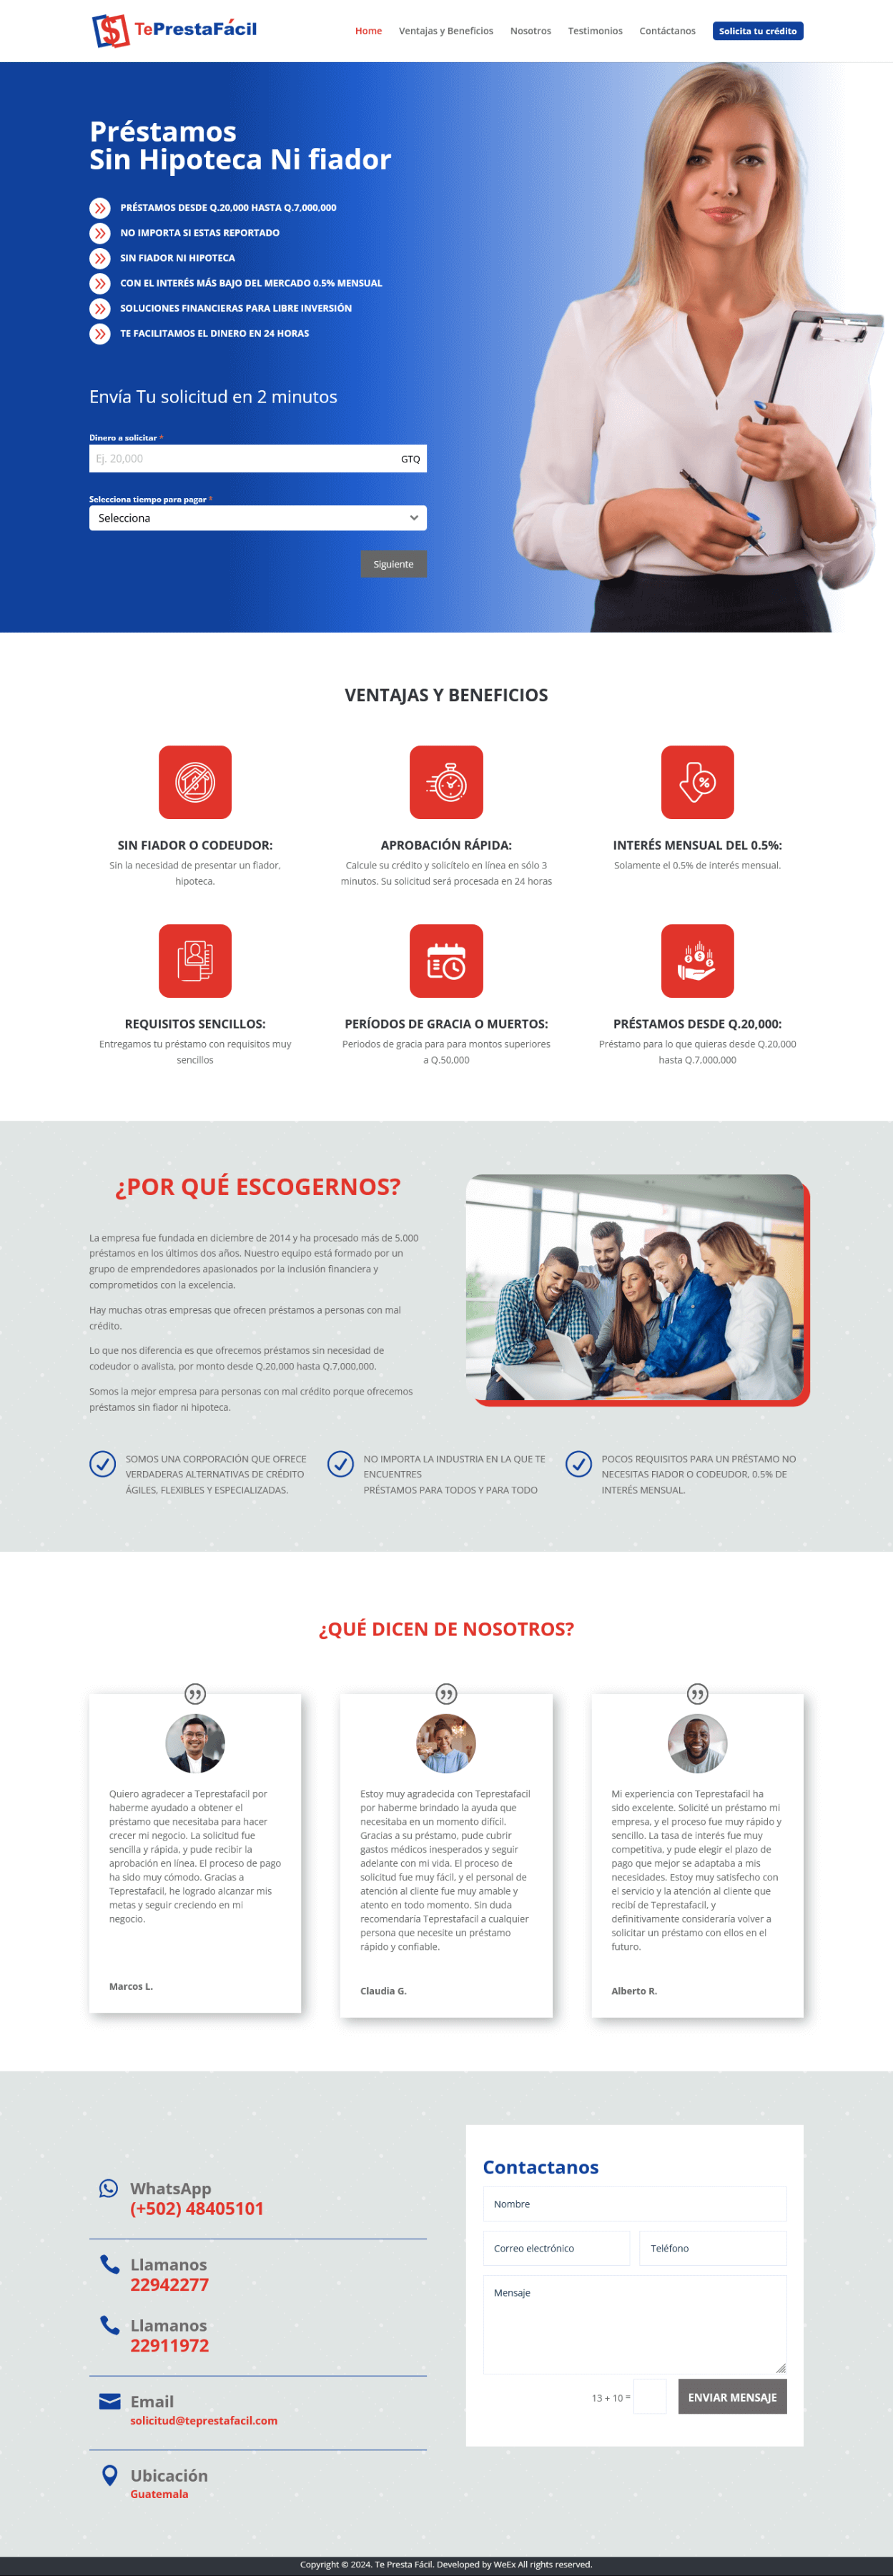 TePrestaFácil
Home
Ventajas y Beneficios
Nosotros
Testimonios
Contáctanos
Solicita tu crédito
Préstamos
Sin Hipoteca Ni fiador
PRÉSTAMOS DESDE Q.20,000 HASTA Q.7,000,000
NO IMPORTA SI ESTAS REPORTADO
SIN FIADOR NI HIPOTECA
CON EL INTERÉS MÁS BAJO DEL MERCADO 0.5% MENSUAL
SOLUCIONES FINANCIERAS PARA LIBRE INVERSIÓN
TE FACILITAMOS EL DINERO EN 24 HORAS
Envía Tu solicitud en 2 minutos
Dinero a solicitar *
Ej. 20,000
GTQ
Selecciona tiempo para pagar *
Selecciona
Siguiente
VENTAJAS Y BENEFICIOS
SIN FIADOR O CODEUDOR:
Sin la necesidad de presentar un fiador,
hipoteca.
APROBACIÓN RÁPIDA:
Calcule su crédito y solicítelo en línea en sólo 3
minutos. Su solicitud será procesada en 24 horas
INTERÉS MENSUAL DEL 0.5%:
Solamente el 0.5% de interés mensual.
REQUISITOS SENCILLOS:
Entregamos tu préstamo con requisitos muy
sencillos
PERÍODOS DE GRACIA O MUERTOS:
Periodos de gracia para para montos superiores
a Q.50,000
PRÉSTAMOS DESDE Q.20,000:
Préstamo para lo que quieras desde Q.20,000
hasta Q.7,000,000
¿POR QUÉ ESCOGERNOS?
La empresa fue fundada en diciembre de 2014 y ha procesado más de 5.000
préstamos en los últimos dos años. Nuestro equipo está formado por un
grupo de emprendedores apasionados por la inclusión financiera y
comprometidos con la excelencia.
Hay muchas otras empresas que ofrecen préstamos a personas con mal
crédito.
Lo que nos diferencia es que ofrecemos préstamos sin necesidad de
codeudor o avalista, por monto desde Q.20,000 hasta Q.7,000,000.
Somos la mejor empresa para personas con mal crédito porque ofrecemos
préstamos sin fiador ni hipoteca.
SOMOS UNA CORPORACIÓN QUE OFRECE
VERDADERAS ALTERNATIVAS DE CRÉDITO
ÁGILES, FLEXIBLES Y ESPECIALIZADAS.
NO IMPORTA LA INDUSTRIA EN LA QUE TE
ENCUENTRES
PRÉSTAMOS PARA TODOS Y PARA TODO
POCOS REQUISITOS PARA UN PRÉSTAMO NO
NECESITAS FIADOR O CODEUDOR, 0.5% DE
INTERÉS MENSUAL.
¿QUÉ DICEN DE NOSOTROS?
Quiero agradecer a Teprestafacil por
haberme ayudado a obtener el
préstamo que necesitaba para hacer
crecer mi negocio. La solicitud fue
sencilla y rápida, y pude recibir la
aprobación en línea. El proceso de pago
ha sido muy cómodo. Gracias a
Teprestafacil, he logrado alcanzar mis
metas y seguir creciendo en mi
negocio.
Marcos L.
Estoy muy agradecida con Teprestafacil
por haberme brindado la ayuda que
necesitaba en un momento difícil.
Gracias a su préstamo, pude cubrir
gastos médicos inesperados y seguir
adelante con mi vida. El proceso de
solicitud fue muy fácil, y el personal de
atención al cliente fue muy amable y
atento en todo momento. Sin duda
recomendaría Teprestafacil a cualquier
persona que necesite un préstamo
rápido y confiable.
Claudia G.
Mi experiencia con Teprestafacil ha
sido excelente. Solicité un préstamo mi
empresa, y el proceso fue muy rápido y
sencillo. La tasa de interés fue muy
competitiva, y pude elegir el plazo de
pago que mejor se adaptaba a mis
necesidades. Estoy muy satisfecho con
el servicio y la atención al cliente que
recibí de Teprestafacil, y
definitivamente consideraría volver a
solicitar un préstamo con ellos en el
futuro.
Alberto R.
WhatsApp
(+502) 48405101
Llamanos
22942277
Llamanos
22911972
Email
solicitud@teprestafacil.com
Ubicación
Guatemala
Contactanos
Nombre
Correo electrónico
Teléfono
Mensaje
13 + 10 =
ENVIAR MENSAJE
Copyright © 2024. Te Presta Fácil. Developed by WeEx All rights reserved.